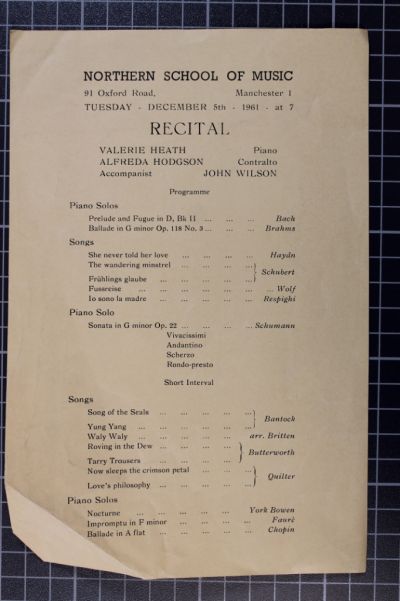 NORTHERN SCHOOL OF MUSIC
91 Oxford Road, Manchester 1
TUESDAY - DECEMBER 5th - 1961 - at 7
RECITAL
VALERIE HEATH Piano
ALFREDA HODGSON Contralto
Accompanist JOHN WILSON
Programme
Piano Solos
Prelude and Fugue in D, Bk II ... ... ... Bach
Ballade in G minor Op. 118 No. 3 ... ... ... Brahms
Songs
She never told her love ... ... ... ... Haydn
The wandering minstrel ... ... ... ...
Schubert
Frühlings glaube ... ... ... ... ...
Fussreise ... ... ... ... ... ... Wolf
Io sono la madre ... ... ... ... ... Respighi
Piano Solo
Sonata in G minor Op. 22 ... ... ... ... Schumann
Vivacissimi
Andantino
Scherzo
Rondo-presto
Short Interval
Songs
Song of the Seals ... ... ... ... ...
Bantock
Yung Yang ... ... ... ... ... ...
Waly Waly ... ... ... ... ... arr. Britten
Roving in the Dew ... ... ... ...
Butterworth
Tarry Trousers ... ... ... ... ...
Now sleeps the crimson petal ... ... ...
Quilter
Love's philosophy ... ... ... ... ...
Piano Solos
Nocturne ... ... ... ... ... York Bowen
Impromptu in F minor ... ... ... ... Fauré
Ballade in A flat ... ... ... ... ... Chopin